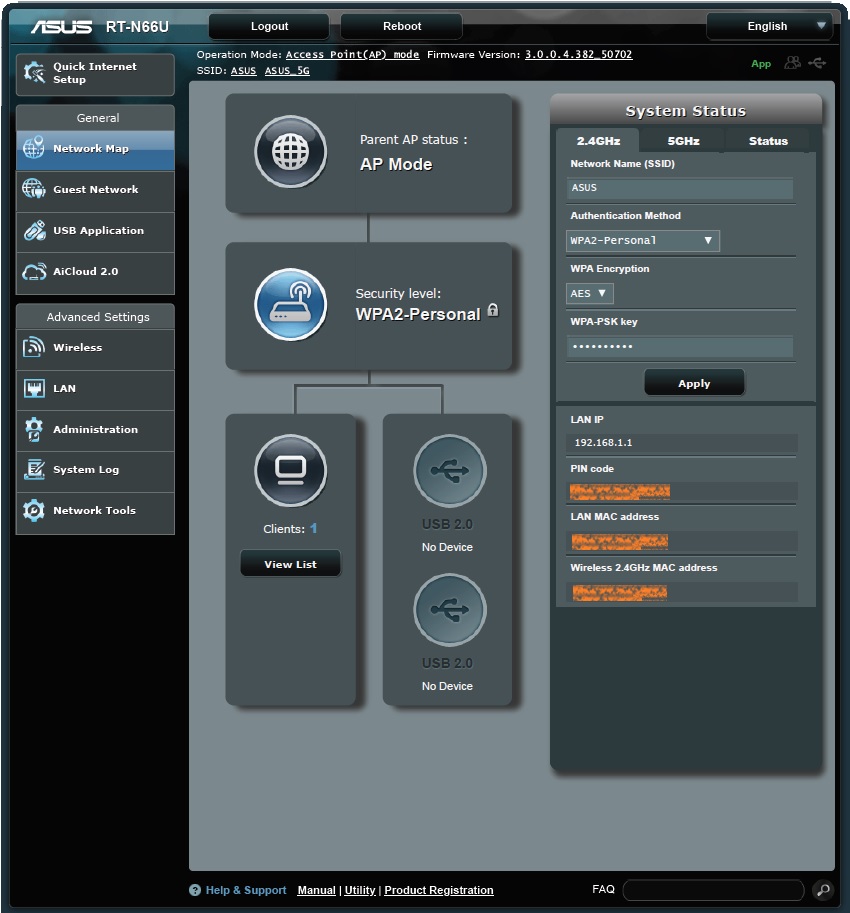 ASUS RT-N66U
Logout
Reboot
English
Operation Mode: Access Point(AP) mode Firmware Version: 3.0.0.4.382_50702
SSID: ASUS ASUS_5G
App
Quick Internet
Setup
General
Network Map
Guest Network
USB Application
AiCloud 2.0
Advanced Settings
Wireless
LAN
Administration
System Log
Network Tools
Parent AP status :
AP Mode
Security level:
WPA2-Personal
Clients: 1
View List
USB 2.0
No Device
USB 2.0
No Device
System Status
2.4GHz
5GHz
Status
Network Name (SSID)
ASUS
Authentication Method
WPA2-Personal
WPA Encryption
AES
WPA-PSK key
••••••••••
Apply
LAN IP
192.168.1.1
PIN code
LAN MAC address
Wireless 2.4GHz MAC address
Help & Support Manual | Utility | Product Registration
FAQ